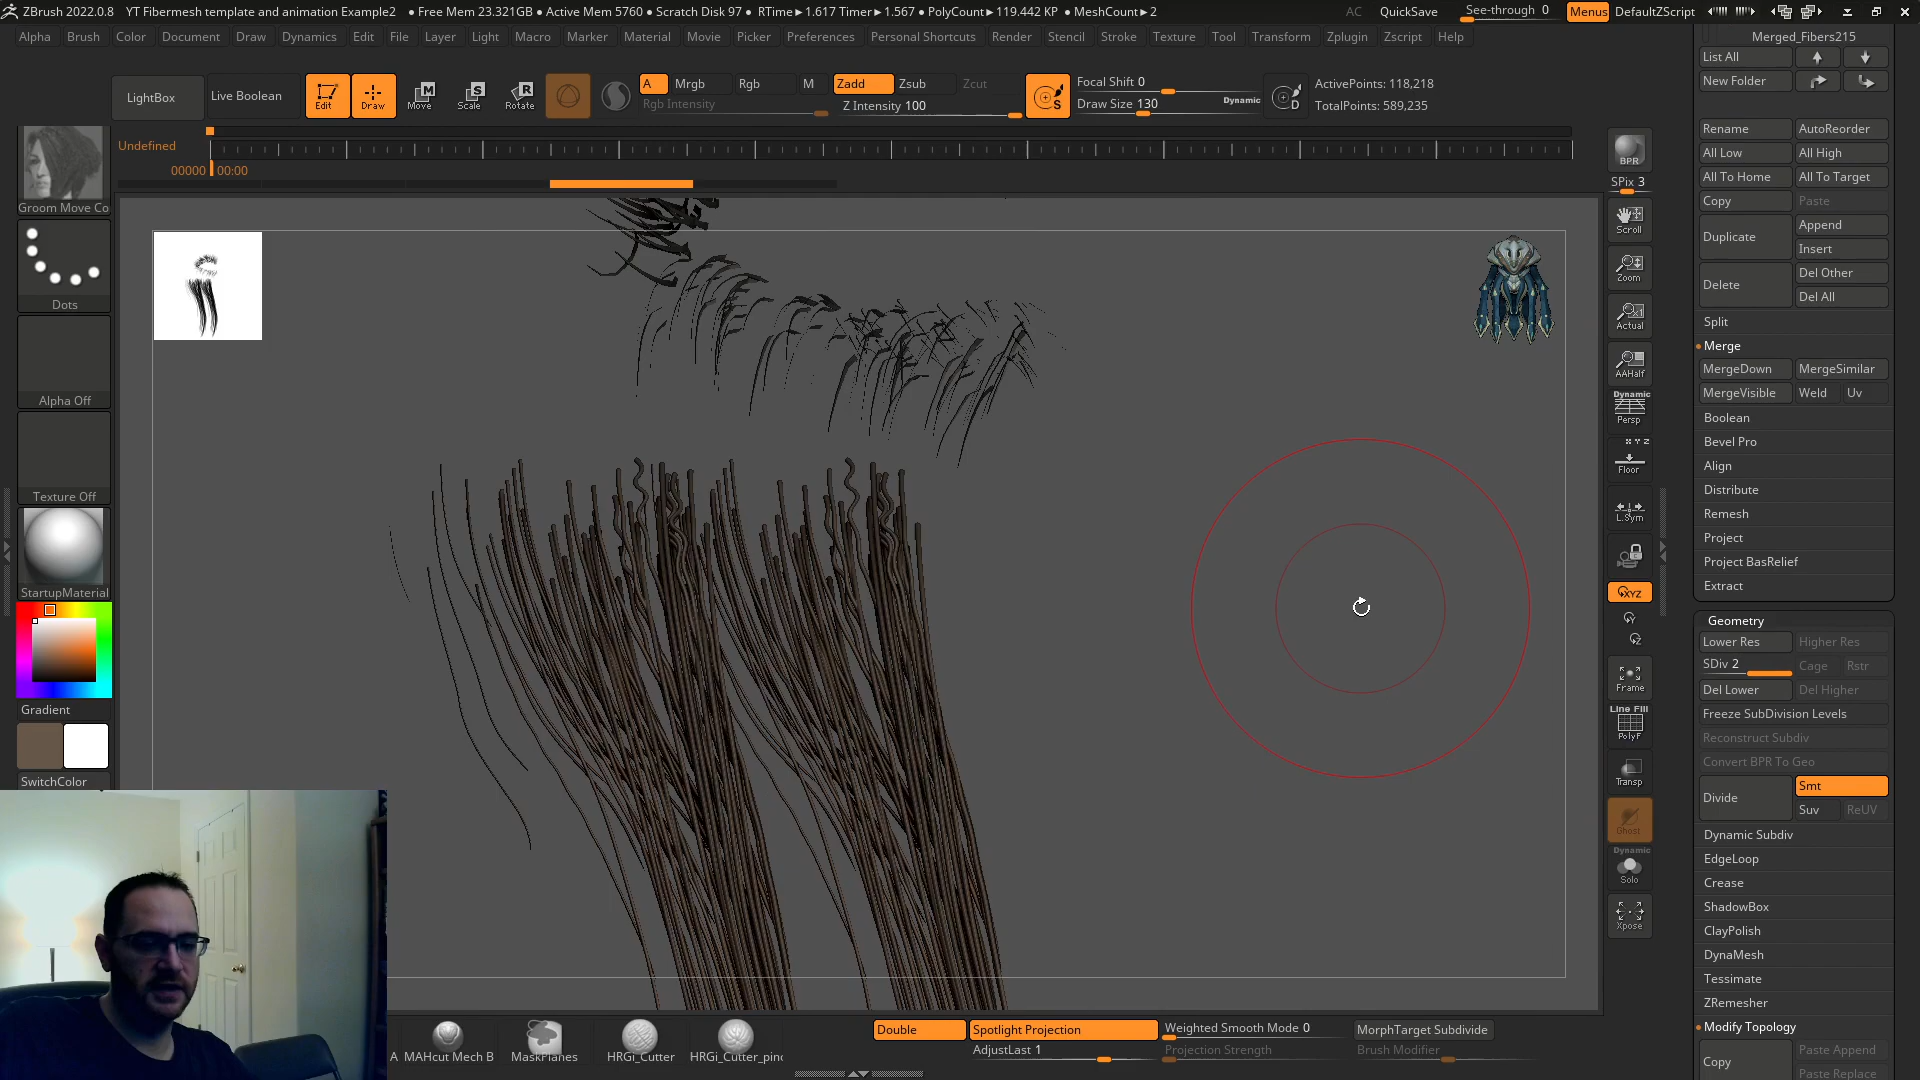 ZBrush 2022.0.8 YT Fibermesh template and animation Example2 ● Free Mem 23.321GB ● Active Mem 5760 ● Scratch Disk 97 ● RTime►1.617 Timer►1.567 ● PolyCount►119.442 KP ● MeshCount►2 AC QuickSave See-through 0 Menus DefaultZScript
Alpha Brush Color Document Draw Dynamics Edit File Layer Light Macro Marker Material Movie Picker Preferences Personal Shortcuts Render Stencil Stroke Texture Tool Transform Zplugin Zscript Help
Merged_Fibers215
List All
New Folder
LightBox
Live Boolean
Edit Draw Move Scale Rotate
M S R
A Mrgb Rgb M Zadd Zsub Zcut
Rgb Intensity Z Intensity 100
S
Focal Shift 0
Draw Size 130 Dynamic
D
ActivePoints: 118,218
TotalPoints: 589,235
Undefined
00000 00:00
Groom Move Co
Dots
Alpha Off
Texture Off
StartupMaterial
Gradient
SwitchColor
BPR
SPix 3
Scroll
Zoom
Actual
AAHalf
Dynamic
Persp
X Y Z
Floor
L.Sym
XYZ
Y
Z
Frame
Line Fill
PolyF
Transp
Ghost
Dynamic
Solo
Xpose
Rename AutoReorder
All Low All High
All To Home All To Target
Copy Paste
Duplicate Append
Insert
Delete Del Other
Del All
Split
Merge
MergeDown MergeSimilar
MergeVisible Weld Uv
Boolean
Bevel Pro
Align
Distribute
Remesh
Project
Project BasRelief
Extract
Geometry
Lower Res Higher Res
SDiv 2 Cage Rstr
Del Lower Del Higher
Freeze SubDivision Levels
Reconstruct Subdiv
Convert BPR To Geo
Divide Smt
Suv ReUV
Dynamic Subdiv
EdgeLoop
Crease
ShadowBox
ClayPolish
DynaMesh
Tessimate
ZRemesher
Modify Topology
Copy Paste Append
Paste Replace
A MAHcut Mech B MaskPlanes HRGi_Cutter HRGi_Cutter_pinc
Double Spotlight Projection Weighted Smooth Mode 0 MorphTarget Subdivide
AdjustLast 1 Projection Strength Brush Modifier